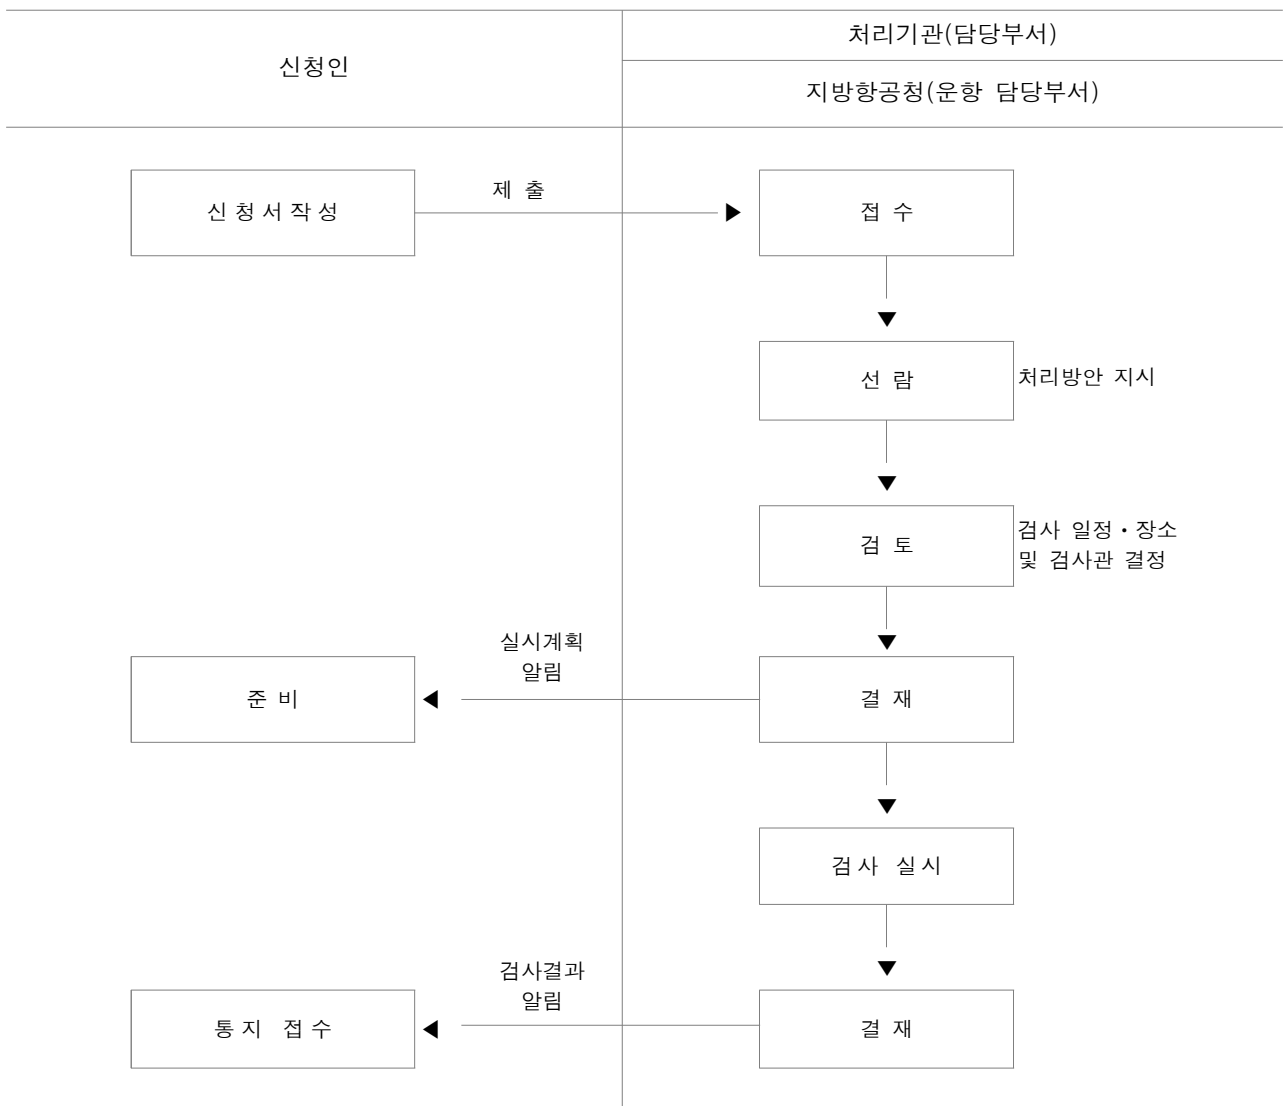 신청인
처리기관(담당부서)
지방항공청(운항 담당부서)
신청서작성
제 출
접 수
선 람
처리방안 지시
검 토
검사 일정·장소
및 검사관 결정
실시계획
알림
준 비
결 재
검사 실시
검사결과
알림
통지 접수
결 재